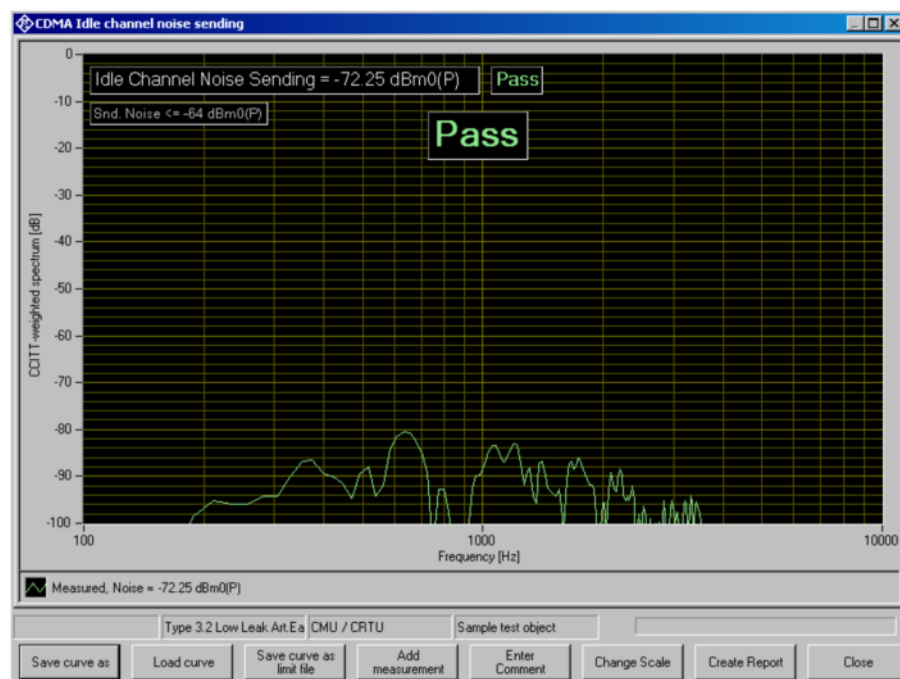 CDMA Idle channel noise sending
0
Idle Channel Noise Sending = -72.25 dBm0(P)
Pass
-10
Snd. Noise <= -64 dBm0(P)
Pass
-20
-30
-40
CCITT-weighted spectrum [dB]
-50
-60
-70
-80
-90
-100
100
1000
10000
Frequency [Hz]
Measured, Noise = -72.25 dBm0(P)
Type 3.2 Low Leak Art.Ea
CMU / CRTU
Sample test object
Save curve as
Load curve
Save curve as
limit file
Add
measurement
Enter
Comment
Change Scale
Create Report
Close